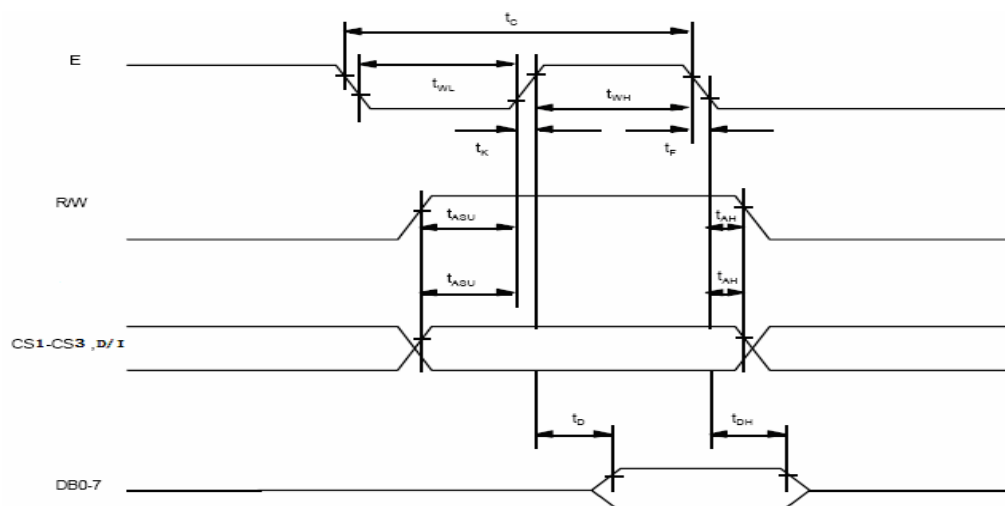 tC
E
tWL
tWH
tK
tF
R/W
tASU
tAH
tASU
tAH
CS1-CS3 ,D/I
tD
tDH
DB0-7